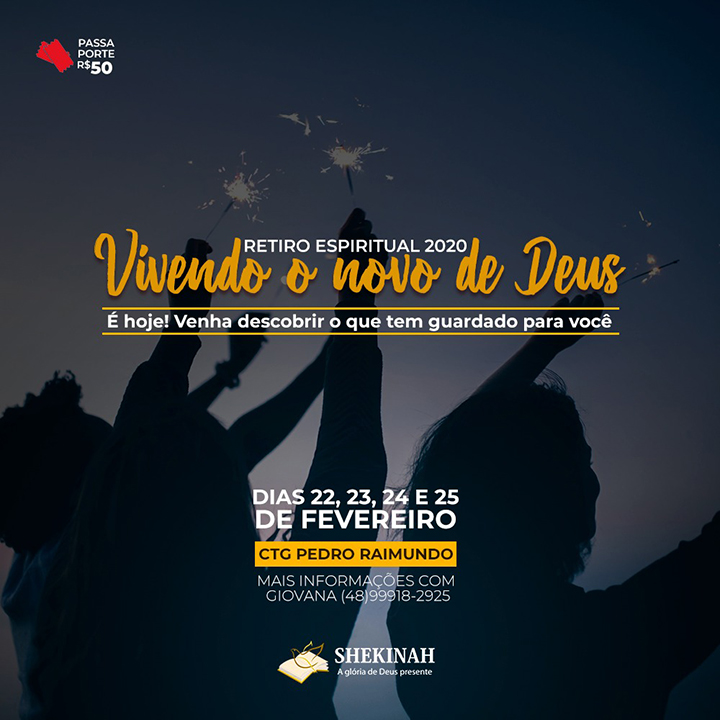 PASSA
PORTE
R$50
RETIRO ESPIRITUAL 2020
Vivendo o novo de Deus
É hoje! Venha descobrir o que tem guardado para você
DIAS 22, 23, 24 E 25
DE FEVEREIRO
CTG PEDRO RAIMUNDO
MAIS INFORMAÇÕES COM
GIOVANA (48)99918-2925
SHEKINAH
A glória de Deus presente